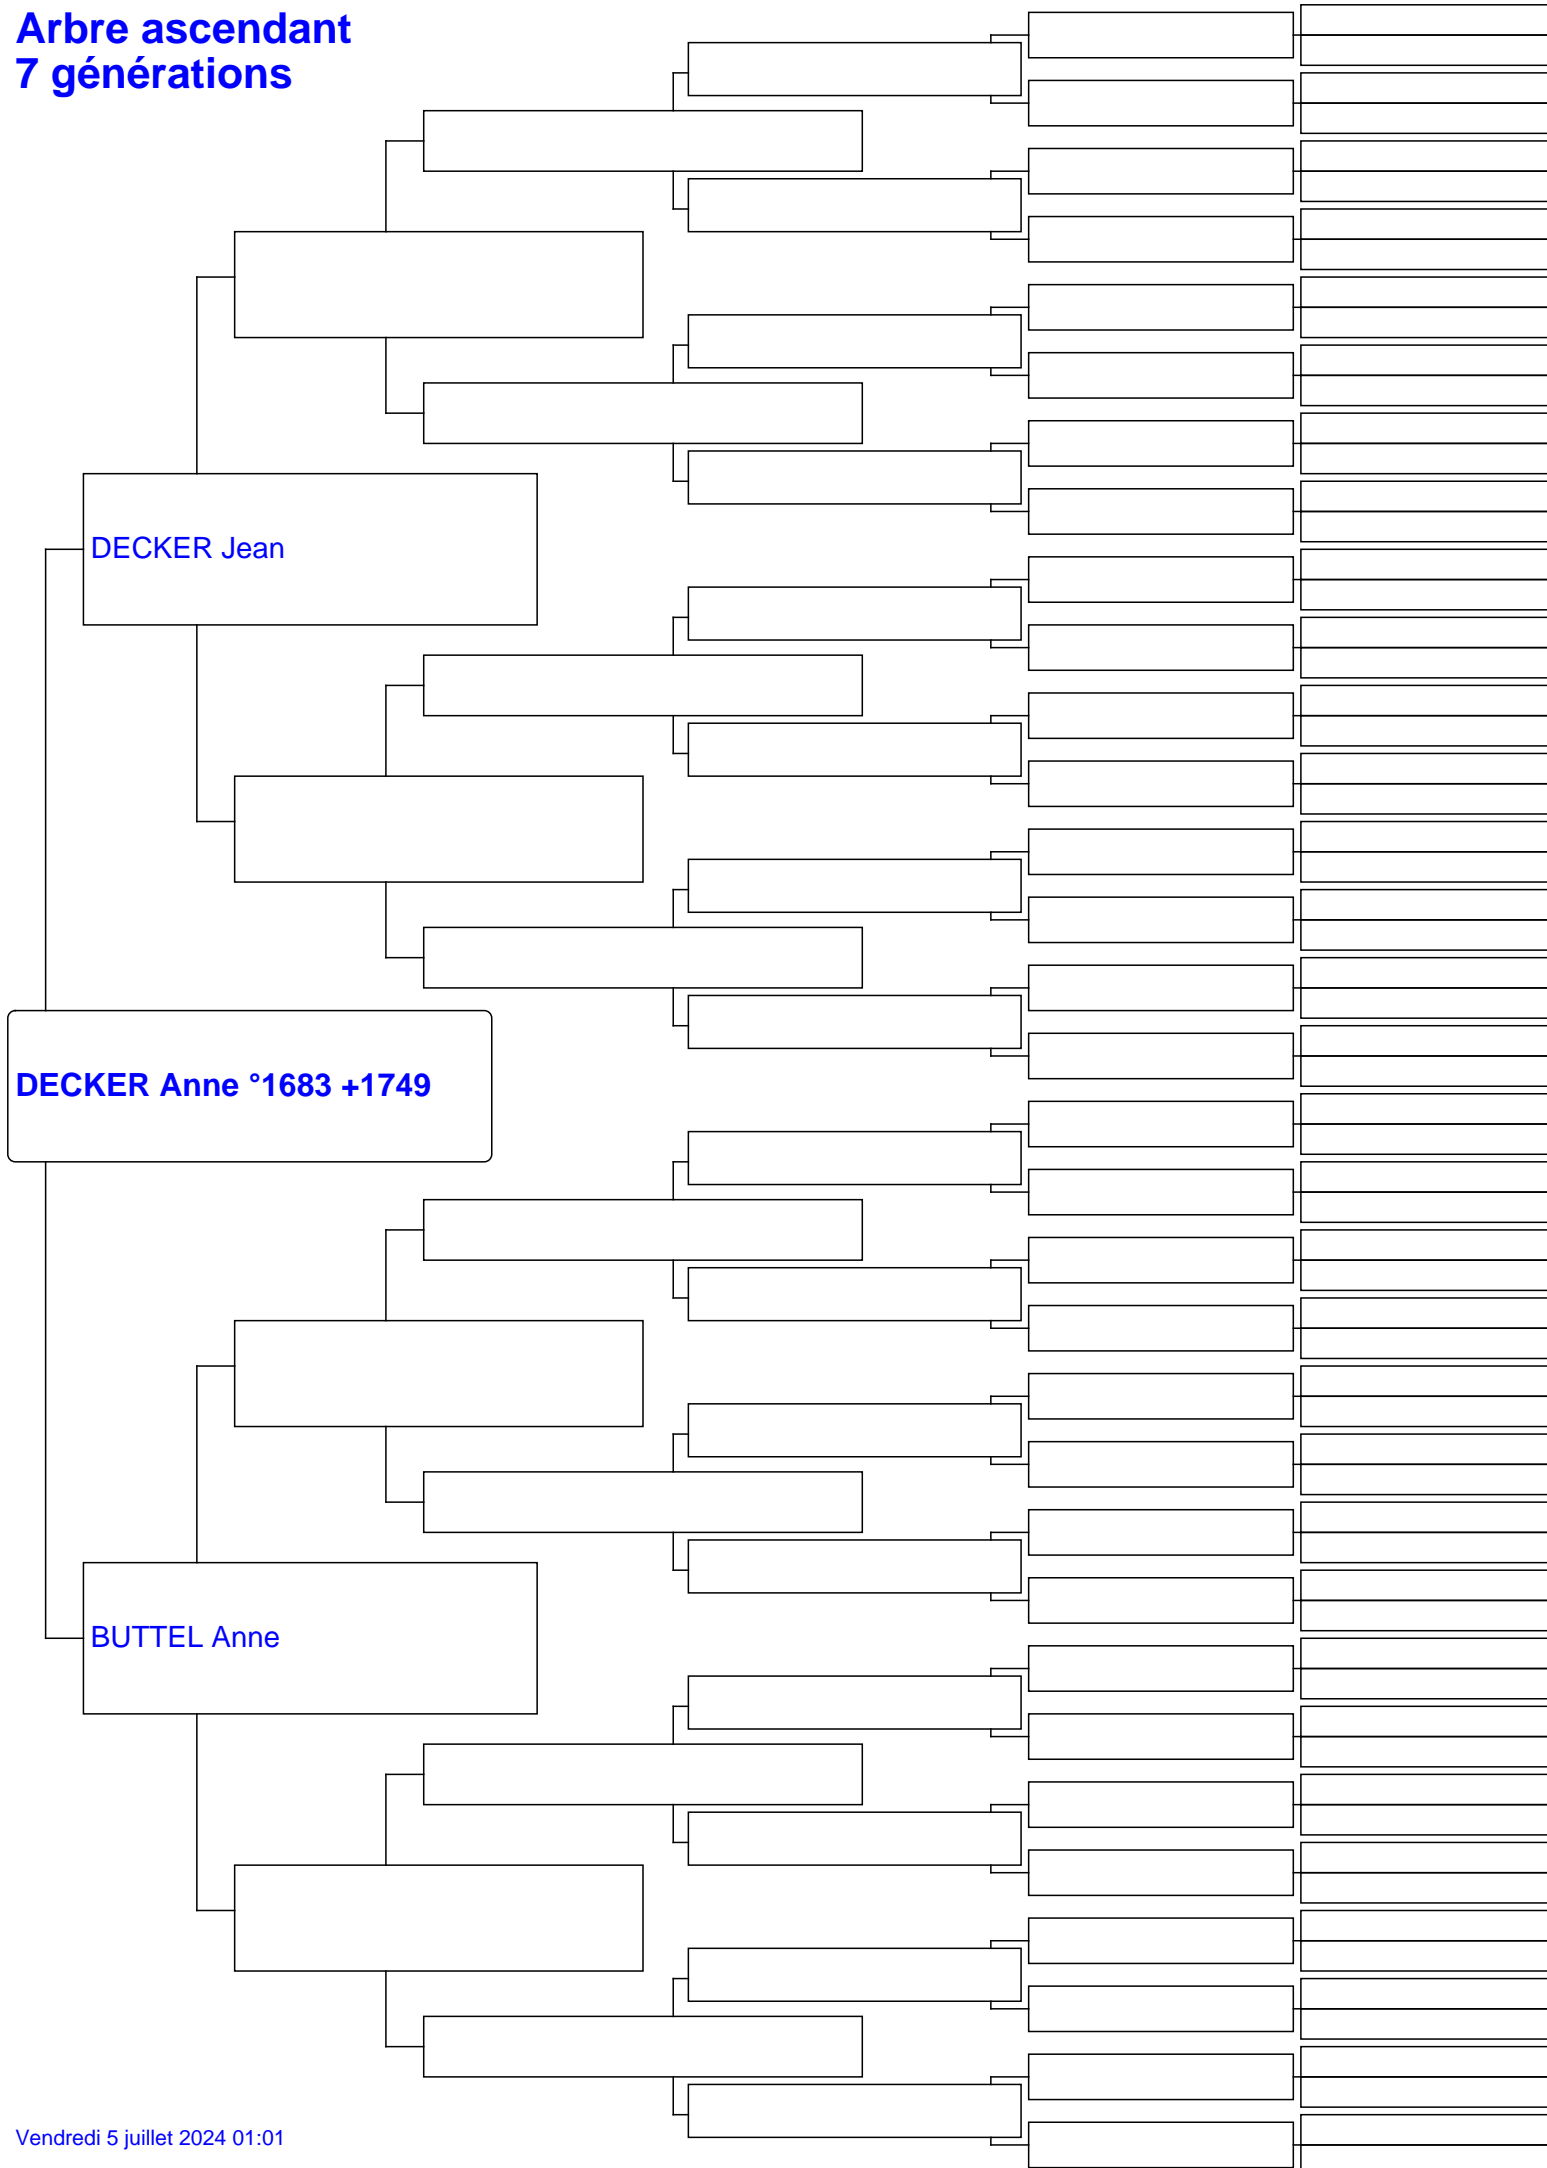 Arbre ascendant
7 générations
DECKER Jean
DECKER Anne °1683 +1749
BUTTEL Anne
Vendredi 5 juillet 2024 01:01